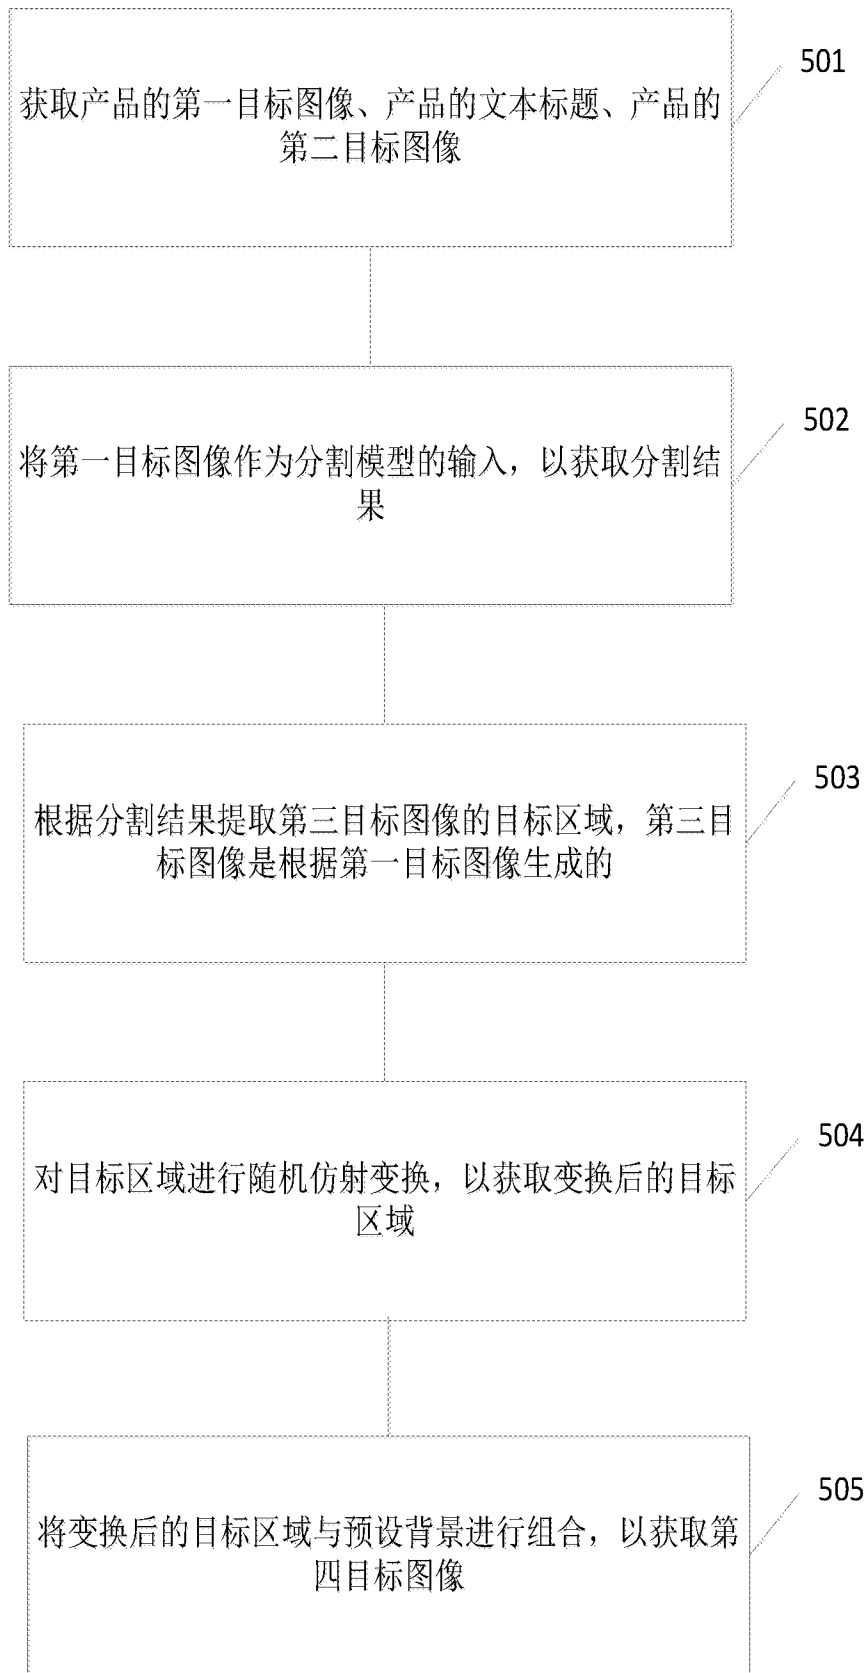 501
获取产品的第一目标图像、产品的文本标题、产品的
第二目标图像
502
将第一目标图像作为分割模型的输入，以获取分割结
果
503
根据分割结果提取第三目标图像的目标区域，第三目
标图像是根据第一目标图像生成的
504
对目标区域进行随机仿射变换，以获取变换后的目标
区域
505
将变换后的目标区域与预设背景进行组合，以获取第
四目标图像